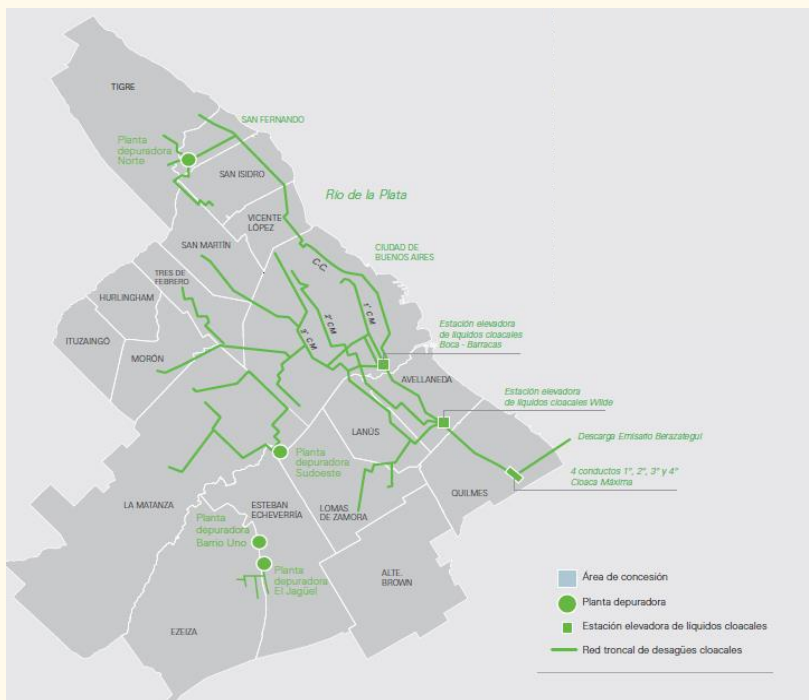 TIGRE
SAN FERNANDO
Planta
depuradora
Norte
SAN ISIDRO
Río de la Plata
VICENTE
LÓPEZ
SAN MARTÍN
CIUDAD DE
BUENOS AIRES
C.C.
TRES DE
FEBRERO
HURLINGHAM
1° C M
2° C M
3° C M
Estación elevadora
de líquidos cloacales
Boca - Barracas
ITUZAINGÓ
MORÓN
AVELLANEDA
Estación elevadora
de líquidos cloacales Wilde
LANÚS
Descarga Emisario Berazategui
Planta
depuradora
Sudoeste
4 conductos 1°, 2°, 3° y 4°
Cloaca Máxima
QUILMES
LA MATANZA
ESTEBAN
ECHEVERRÍA
LOMAS
DE ZAMORA
Planta
depuradora
Barrio Uno
Planta
depuradora
El Jagüel
ALTE.
BROWN
EZEIZA
Área de concesión
Planta depuradora
Estación elevadora de líquidos cloacales
Red troncal de desagües cloacales